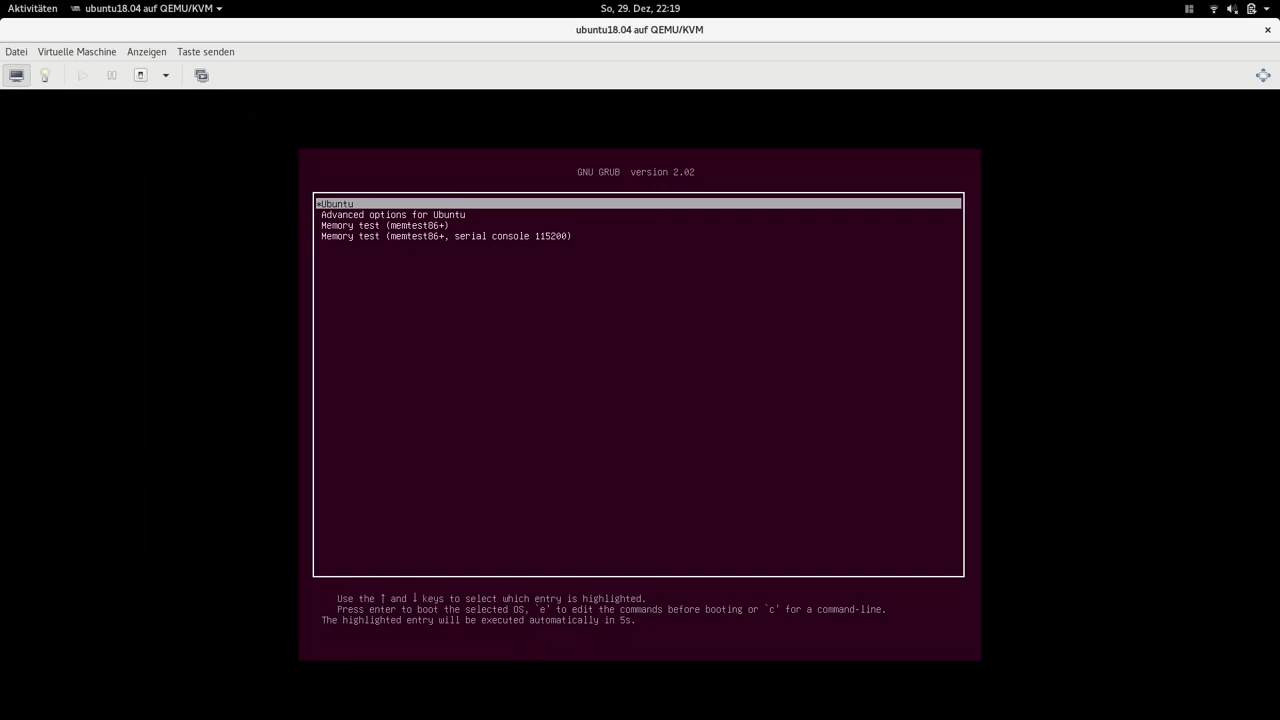 Aktivitäten ubuntu18.04 auf QEMU/KVM So, 29. Dez, 22:19
ubuntu18.04 auf QEMU/KVM
Datei Virtuelle Maschine Anzeigen Taste senden
GNU GRUB version 2.02
*Ubuntu
Advanced options for Ubuntu
Memory test (memtest86+)
Memory test (memtest86+, serial console 115200)
Use the ↑ and ↓ keys to select which entry is highlighted.
Press enter to boot the selected OS, `e' to edit the commands before booting or `c' for a command-line.
The highlighted entry will be executed automatically in 5s.